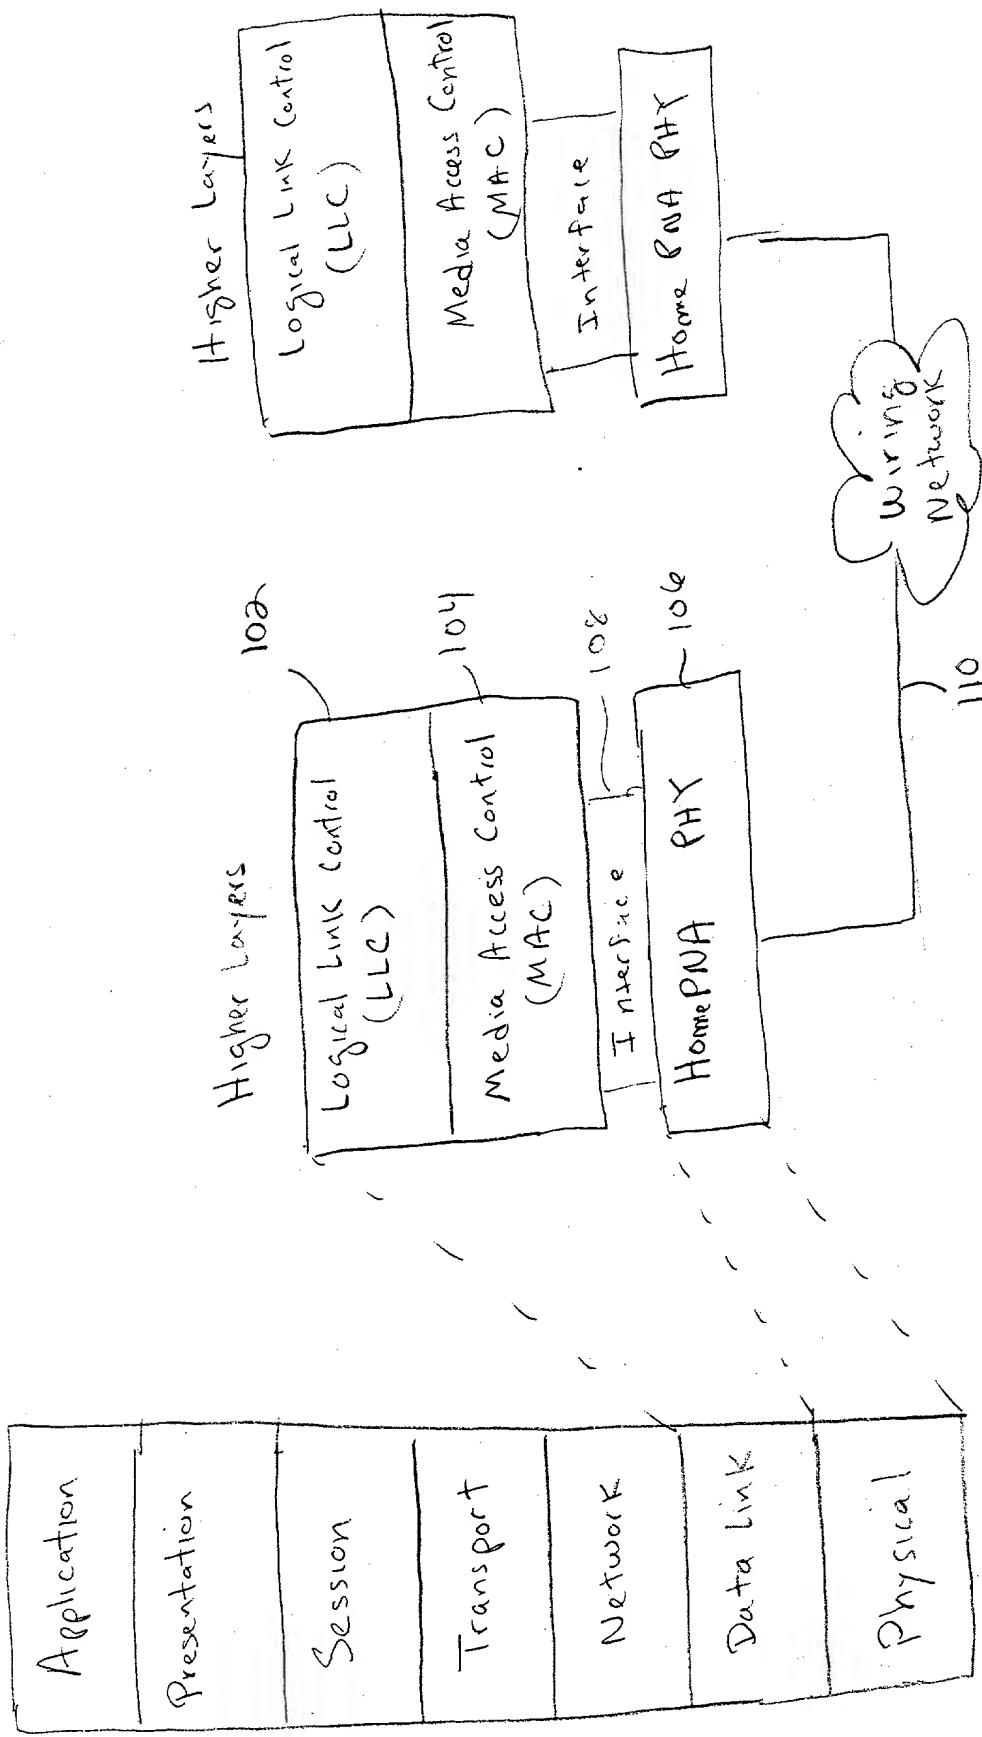 Application
Presentation
Session
Transport
Network
Data Link
Physical
Higher Layers
Logical Link Control
(LLC)
Media Access Control
(MAC)
Interface
HomePNA PHY
102
104
108
106
110
Higher Layers
Logical Link Control
(LLC)
Media Access Control
(MAC)
Interface
Home PNA PHY
Wiring
Network